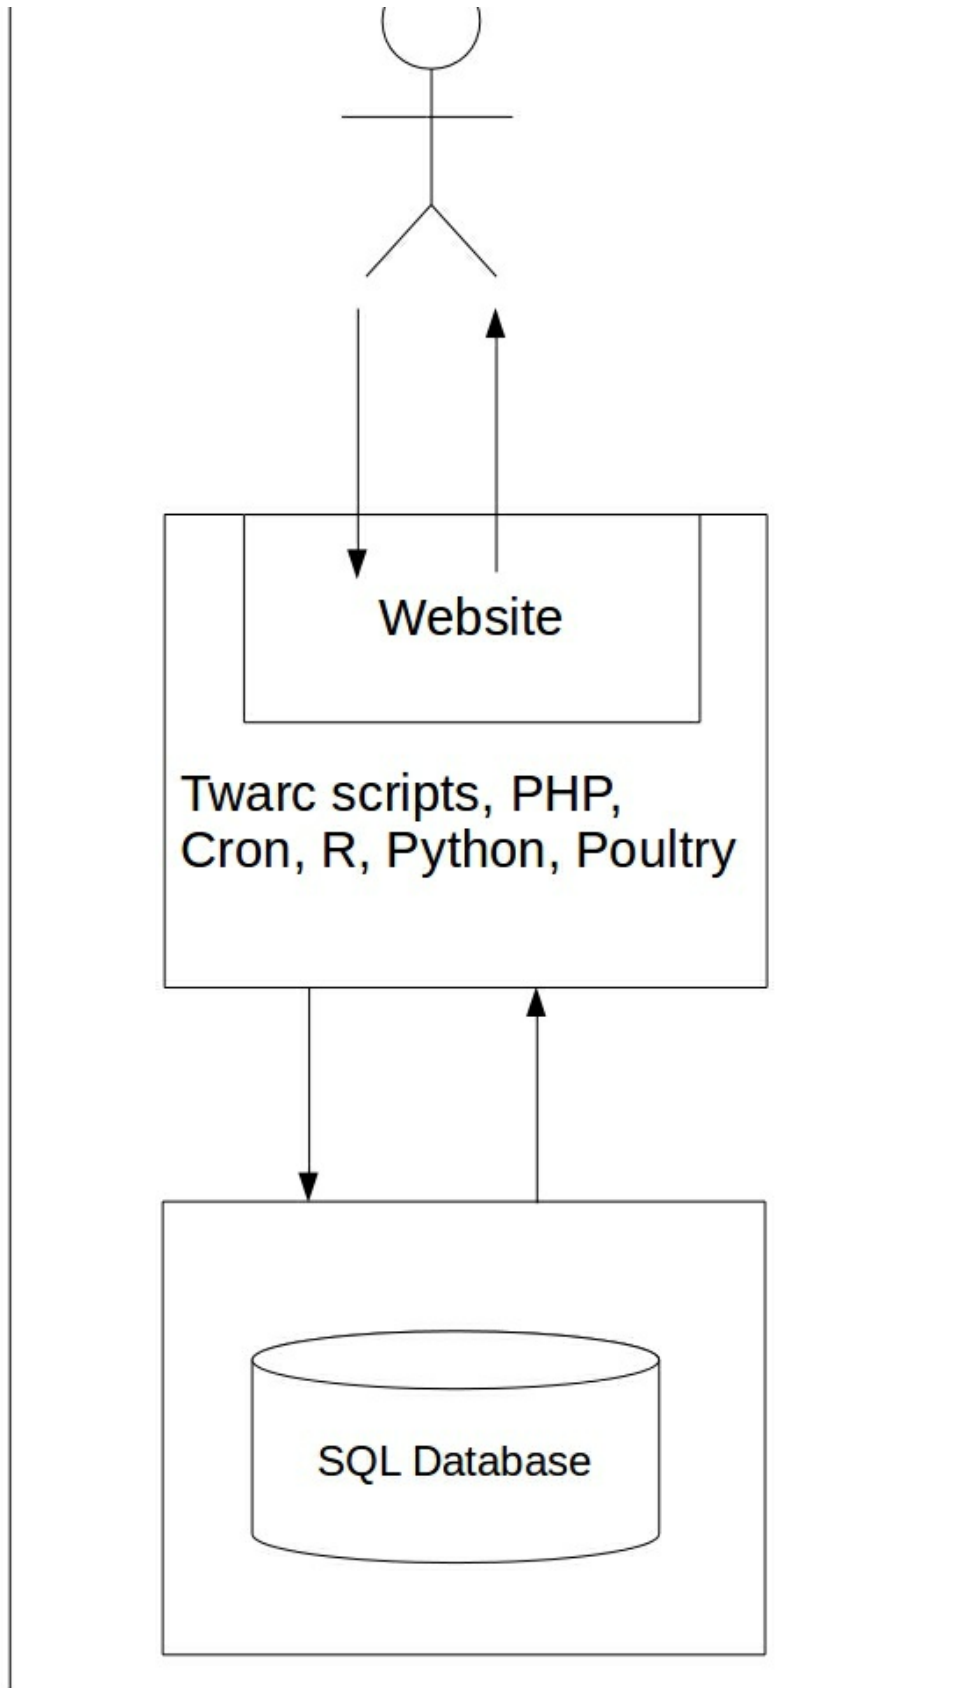 Website
Twarc scripts, PHP,
Cron, R, Python, Poultry
SQL Database